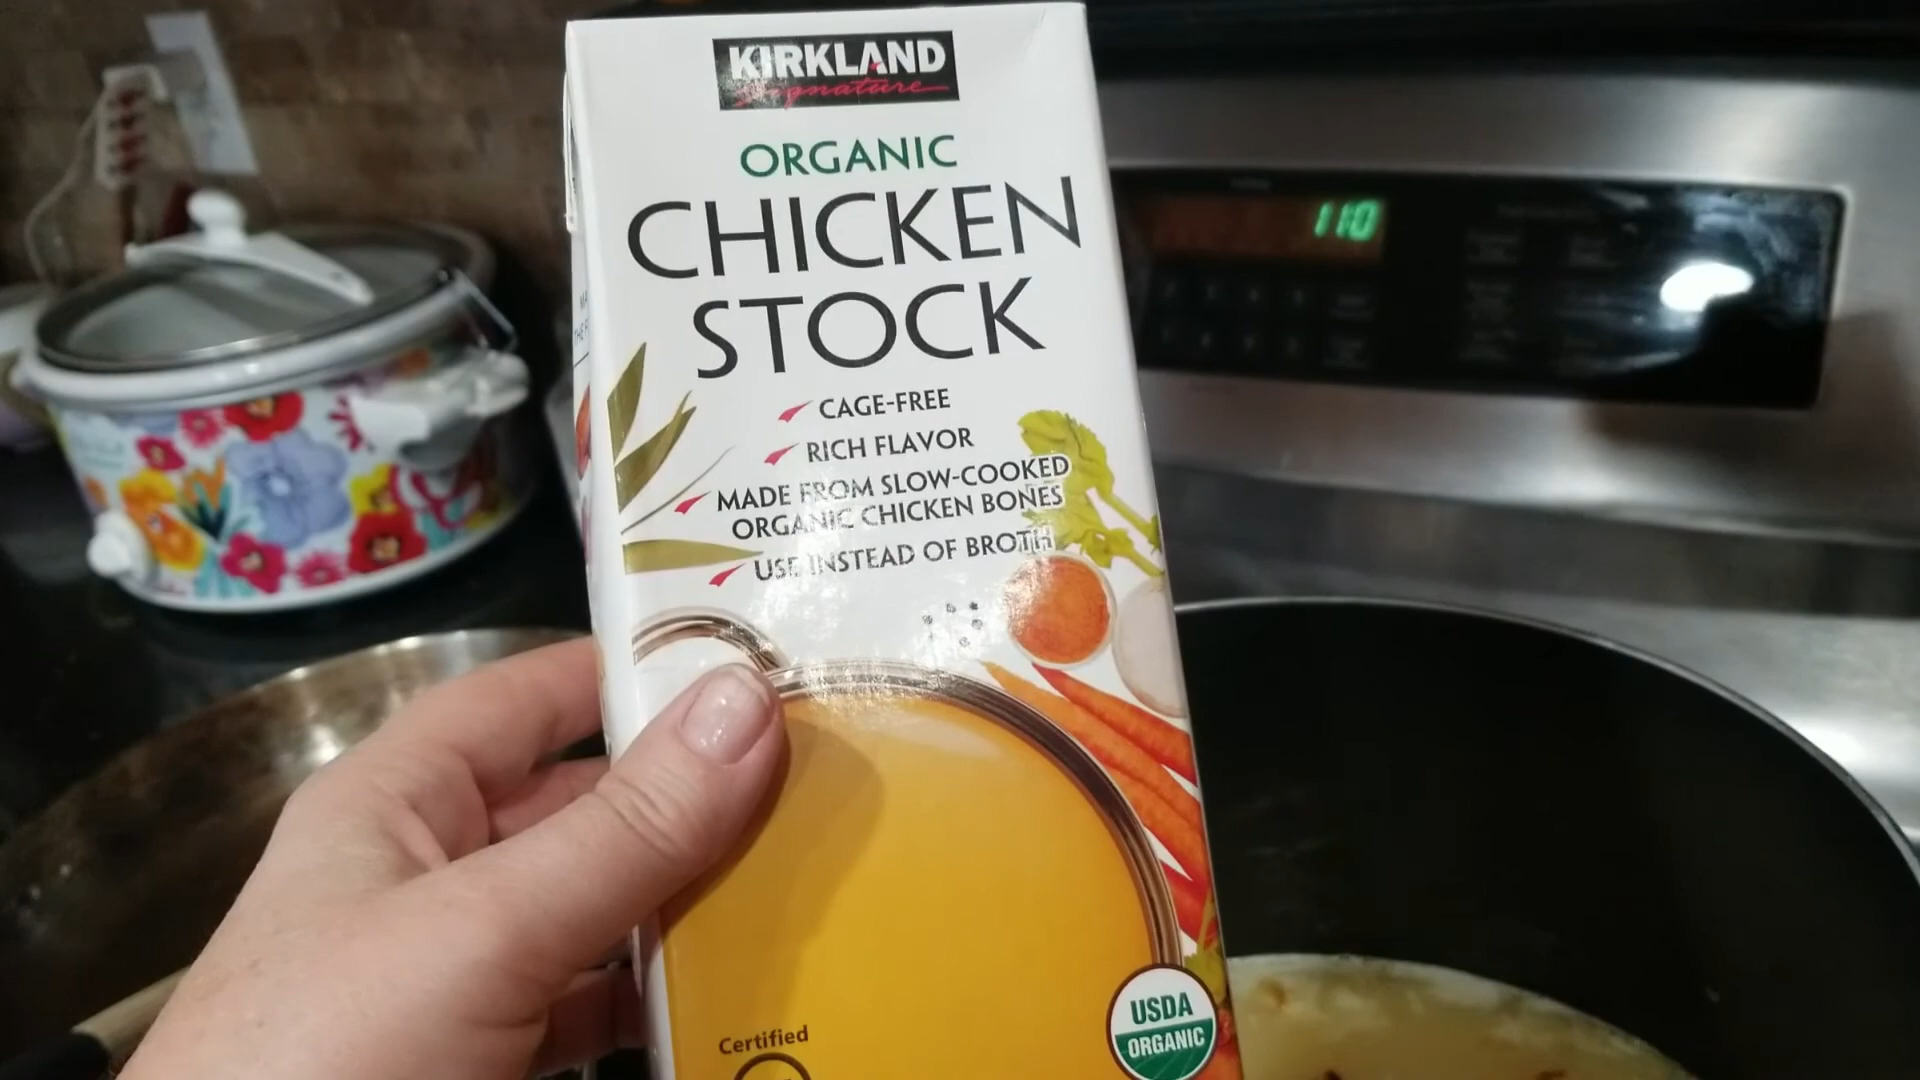 KIRKLAND
Signature
ORGANIC
CHICKEN
STOCK
CAGE-FREE
RICH FLAVOR
MADE FROM SLOW-COOKED
ORGANIC CHICKEN BONES
USE INSTEAD OF BROTH
110
Certified
USDA
ORGANIC